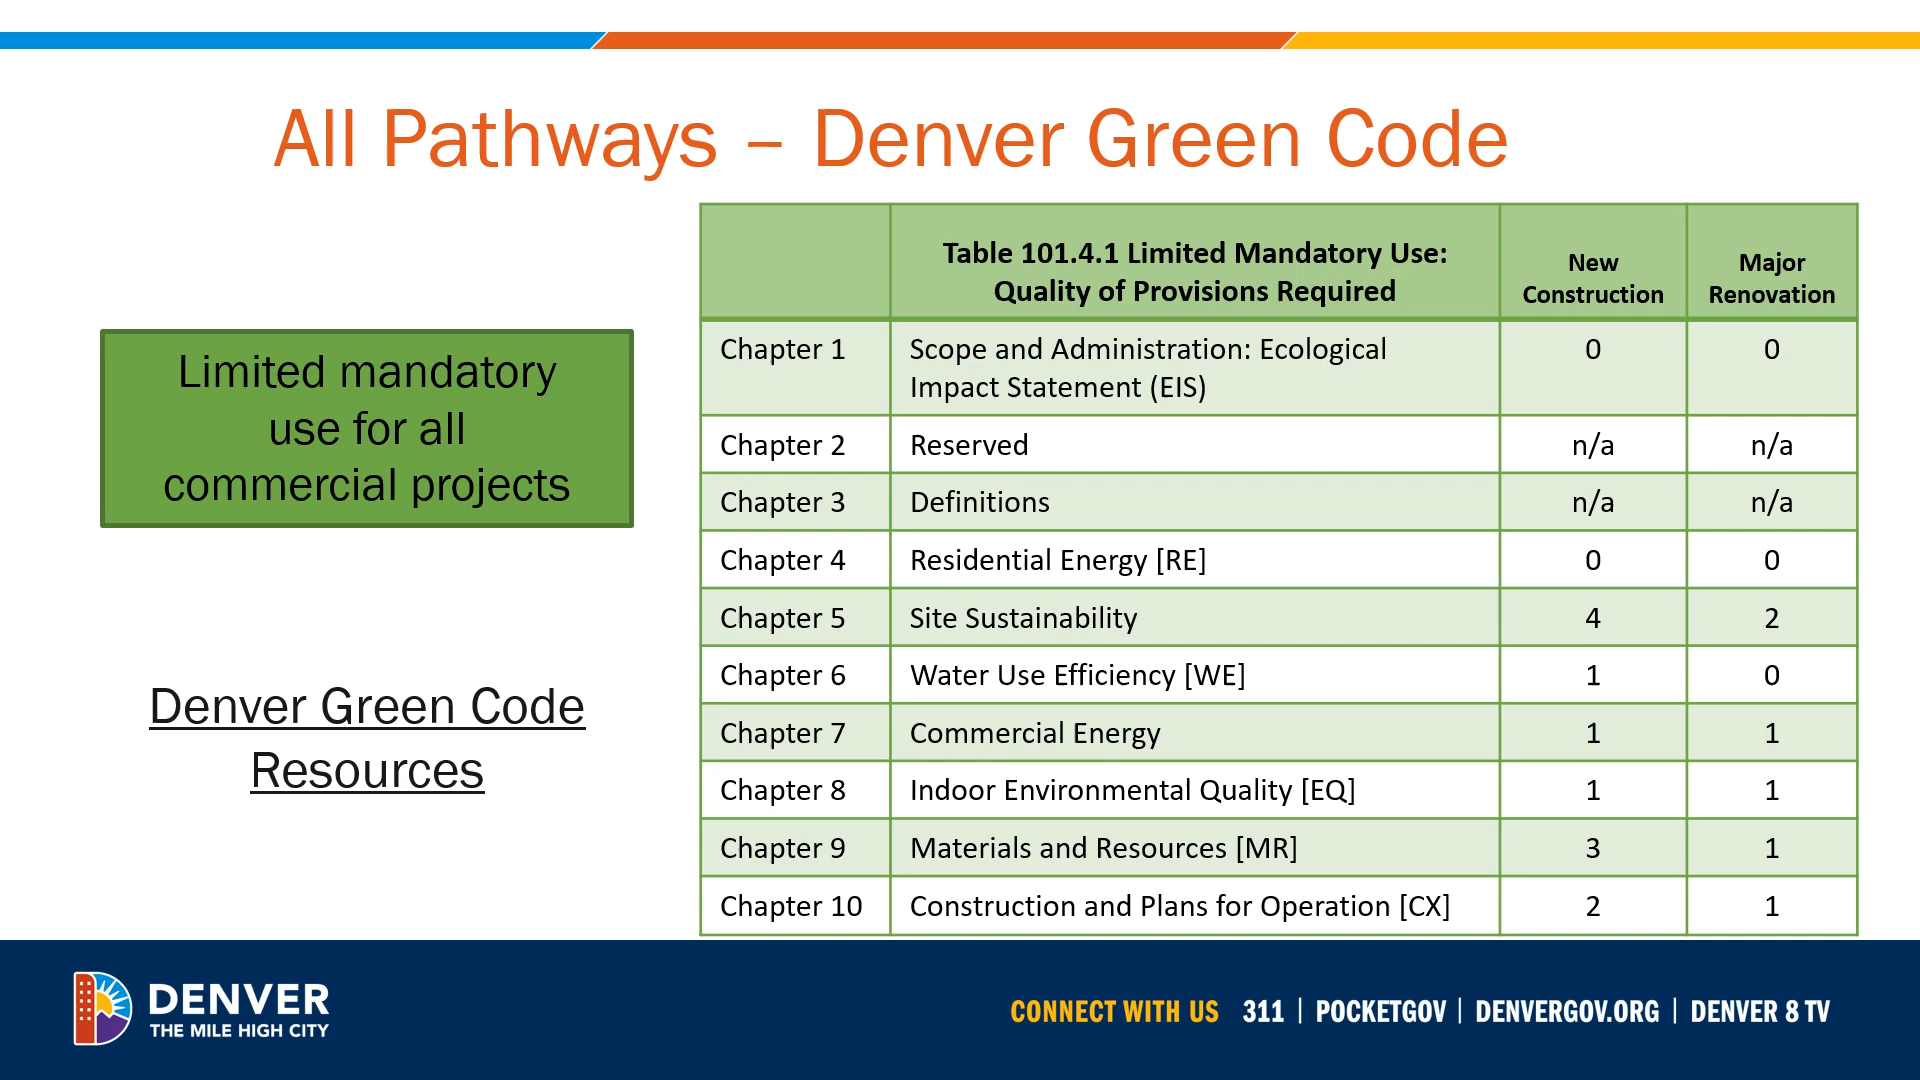 All Pathways – Denver Green Code
Limited mandatory
use for all
commercial projects
Denver Green Code
Resources
Table 101.4.1 Limited Mandatory Use:
Quality of Provisions Required
New
Construction
Major
Renovation
Chapter 1 Scope and Administration: Ecological
Impact Statement (EIS) 0 0
Chapter 2 Reserved n/a n/a
Chapter 3 Definitions n/a n/a
Chapter 4 Residential Energy [RE] 0 0
Chapter 5 Site Sustainability 4 2
Chapter 6 Water Use Efficiency [WE] 1 0
Chapter 7 Commercial Energy 1 1
Chapter 8 Indoor Environmental Quality [EQ] 1 1
Chapter 9 Materials and Resources [MR] 3 1
Chapter 10 Construction and Plans for Operation [CX] 2 1
DENVER
THE MILE HIGH CITY
CONNECT WITH US 311 | POCKETGOV | DENVERGOV.ORG | DENVER 8 TV